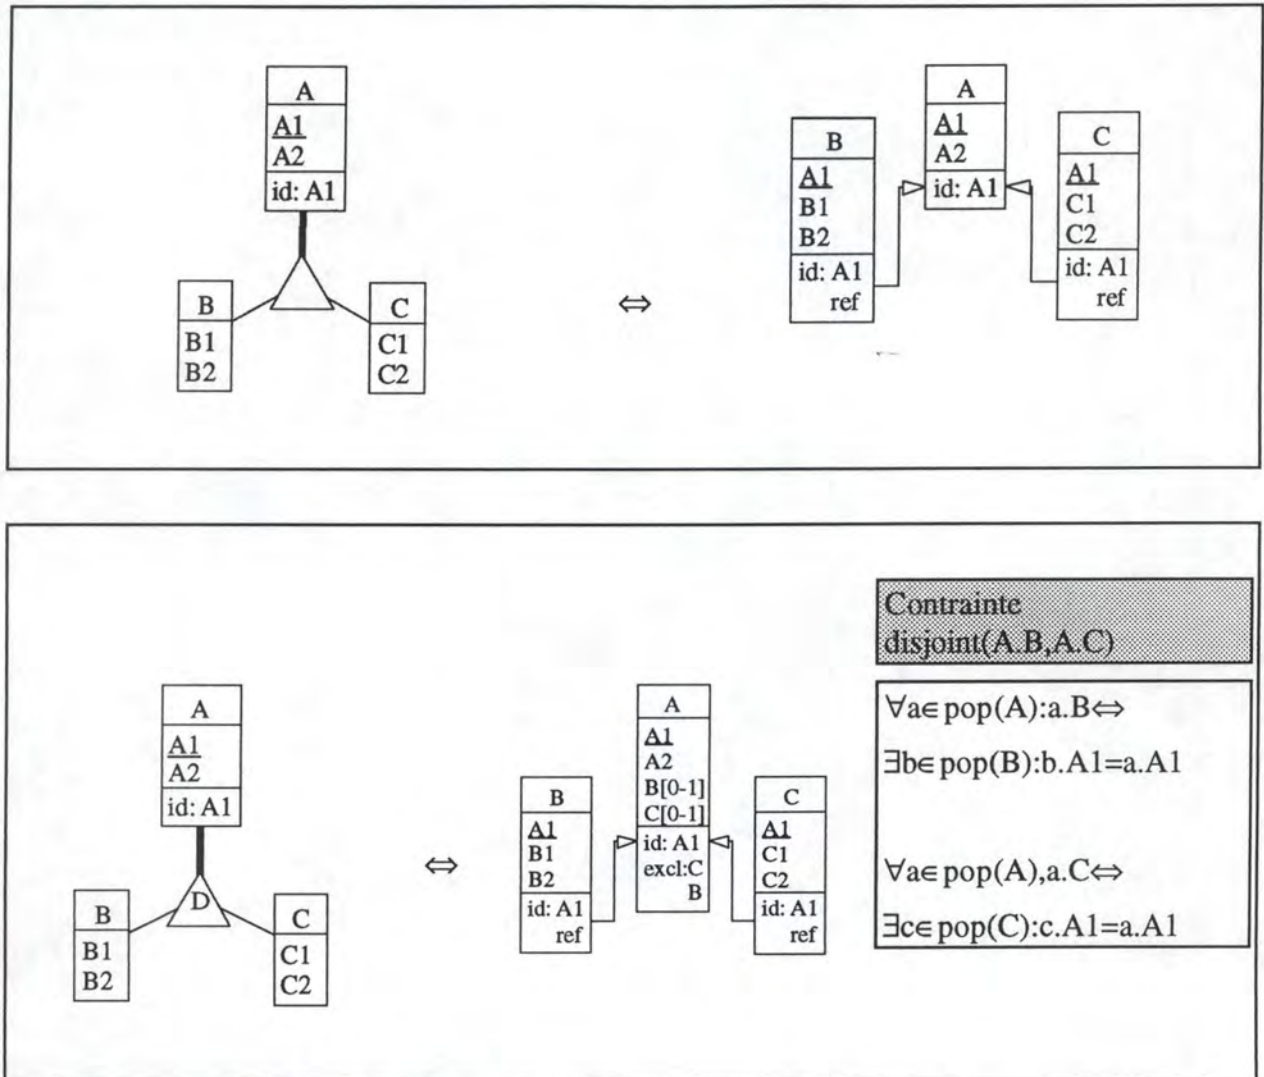 A
A1
A2
id: A1
B
B1
B2
C
C1
C2
⇔
B
A1
B1
B2
id: A1
ref
A
A1
A2
id: A1
C
A1
C1
C2
id: A1
ref
Contrainte
disjoint(A.B,A.C)
∀a∈pop(A):a.B⇔
∃b∈pop(B):b.A1=a.A1
∀a∈pop(A),a.C⇔
∃c∈pop(C):c.A1=a.A1
A
A1
A2
id: A1
D
B
B1
B2
C
C1
C2
⇔
B
A1
B1
B2
id: A1
ref
A
A1
A2
B[0-1]
C[0-1]
id: A1
excl:C
B
C
A1
C1
C2
id: A1
ref